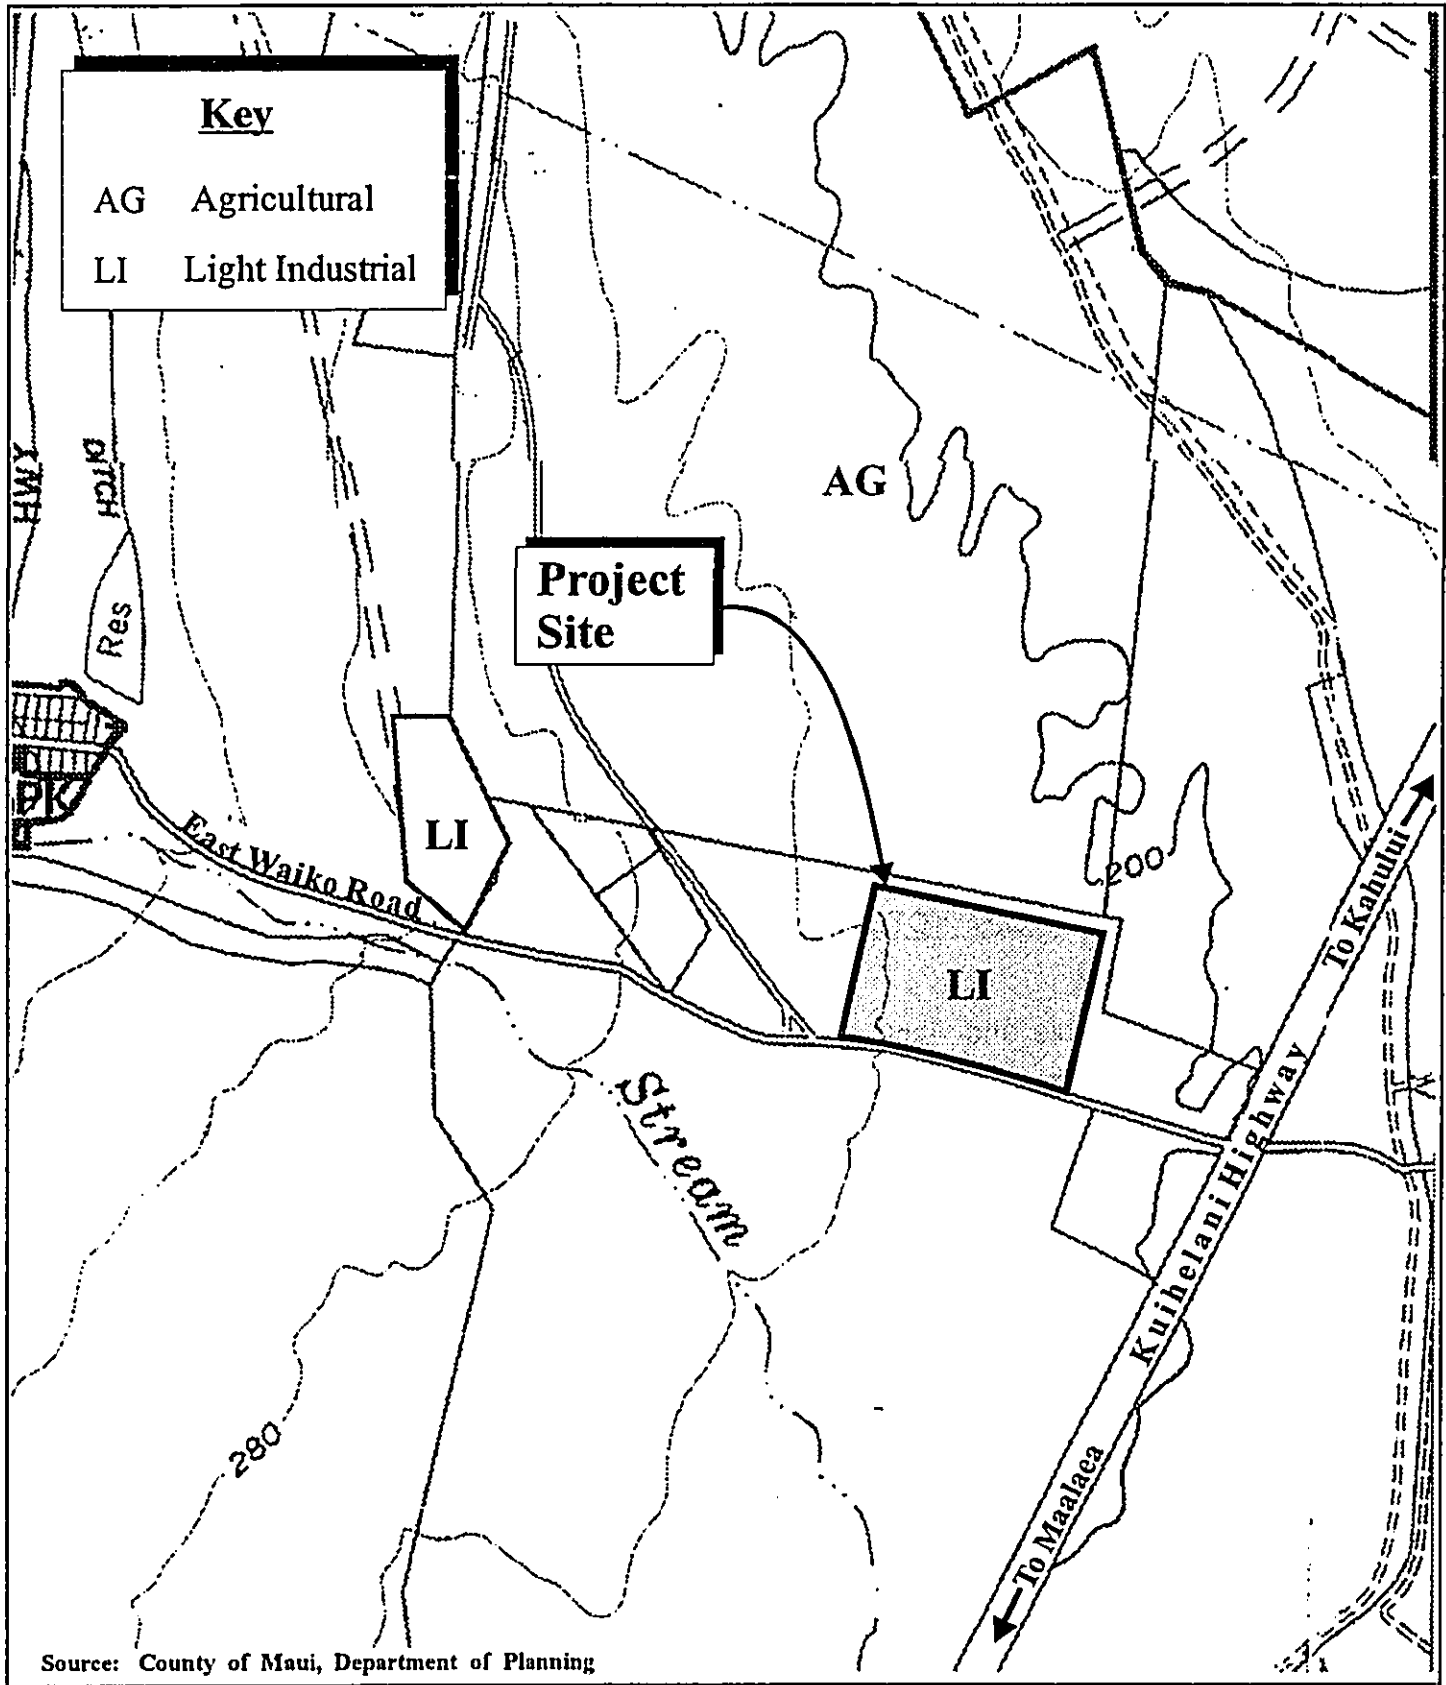 Key
AG Agricultural
LI Light Industrial
HWY
DITCH
AG
Project
Site
Res
PK
LI
East Waiko Road
200
To Kahului
LI
Stream
Kuihelani Highway
280
To Maalaea
Source: County of Maui, Department of Planning